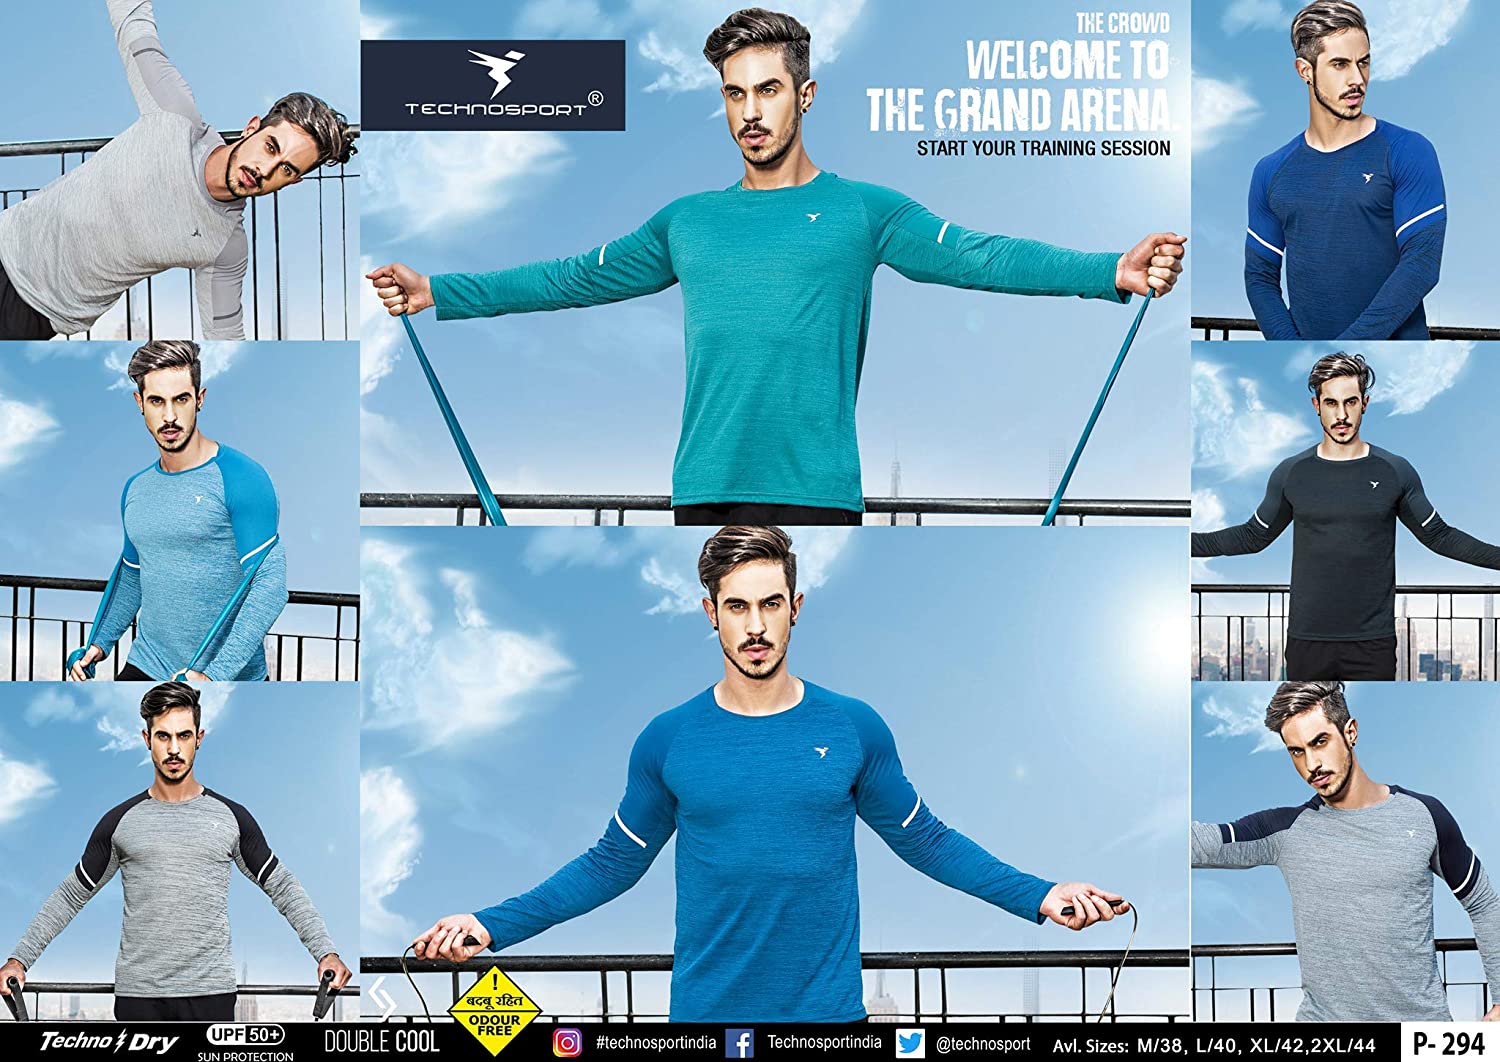 TECHNOSPORT®
THE CROWD
WELCOME TO
THE GRAND ARENA.
START YOUR TRAINING SESSION
Techno Dry
UPF 50+
SUN PROTECTION
DOUBLE COOL
!
बदबू रहित
ODOUR
FREE
#technosportindia
Technosportindia
@technosport
Avl. Sizes: M/38, L/40, XL/42,2XL/44
P- 294